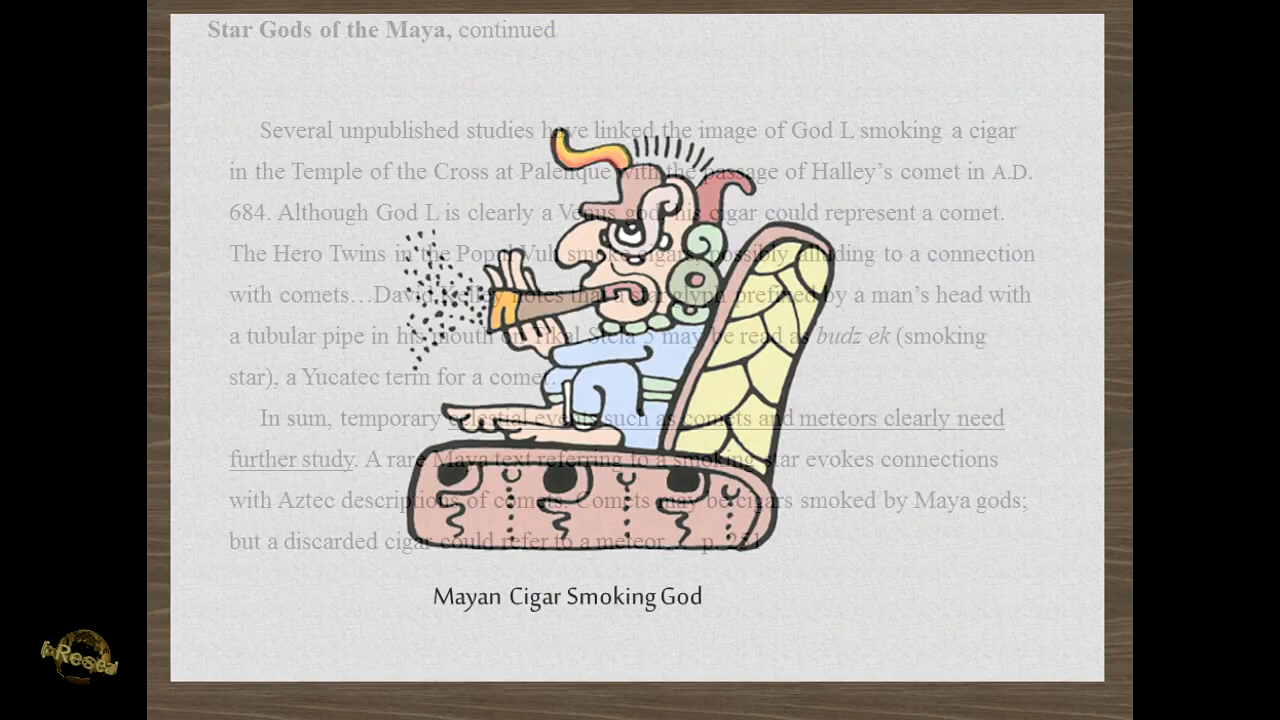 Star Gods of the Maya, continued
Several unpublished studies have linked the image of God L smoking a cigar
in the Temple of the Cross at Palenque with the passage of Halley’s comet in A.D.
684. Although God L is clearly a Venus god, his cigar could represent a comet.
The Hero Twins in the Popol Vuh smoke cigars, possibly alluding to a connection
with comets…David Kelley notes that a star glyph prefixed by a man’s head with
a tubular pipe in his mouth on Tikal Stela 5 may be read as budz ek (smoking
star), a Yucatec term for a comet.
In sum, temporary celestial events such as comets and meteors clearly need
further study. A rare Maya text referring to a smoking star evokes connections
with Aztec descriptions of comets. Comets may be cigars smoked by Maya gods;
but a discarded cigar could refer to a meteor. p. 251
Mayan Cigar Smoking God